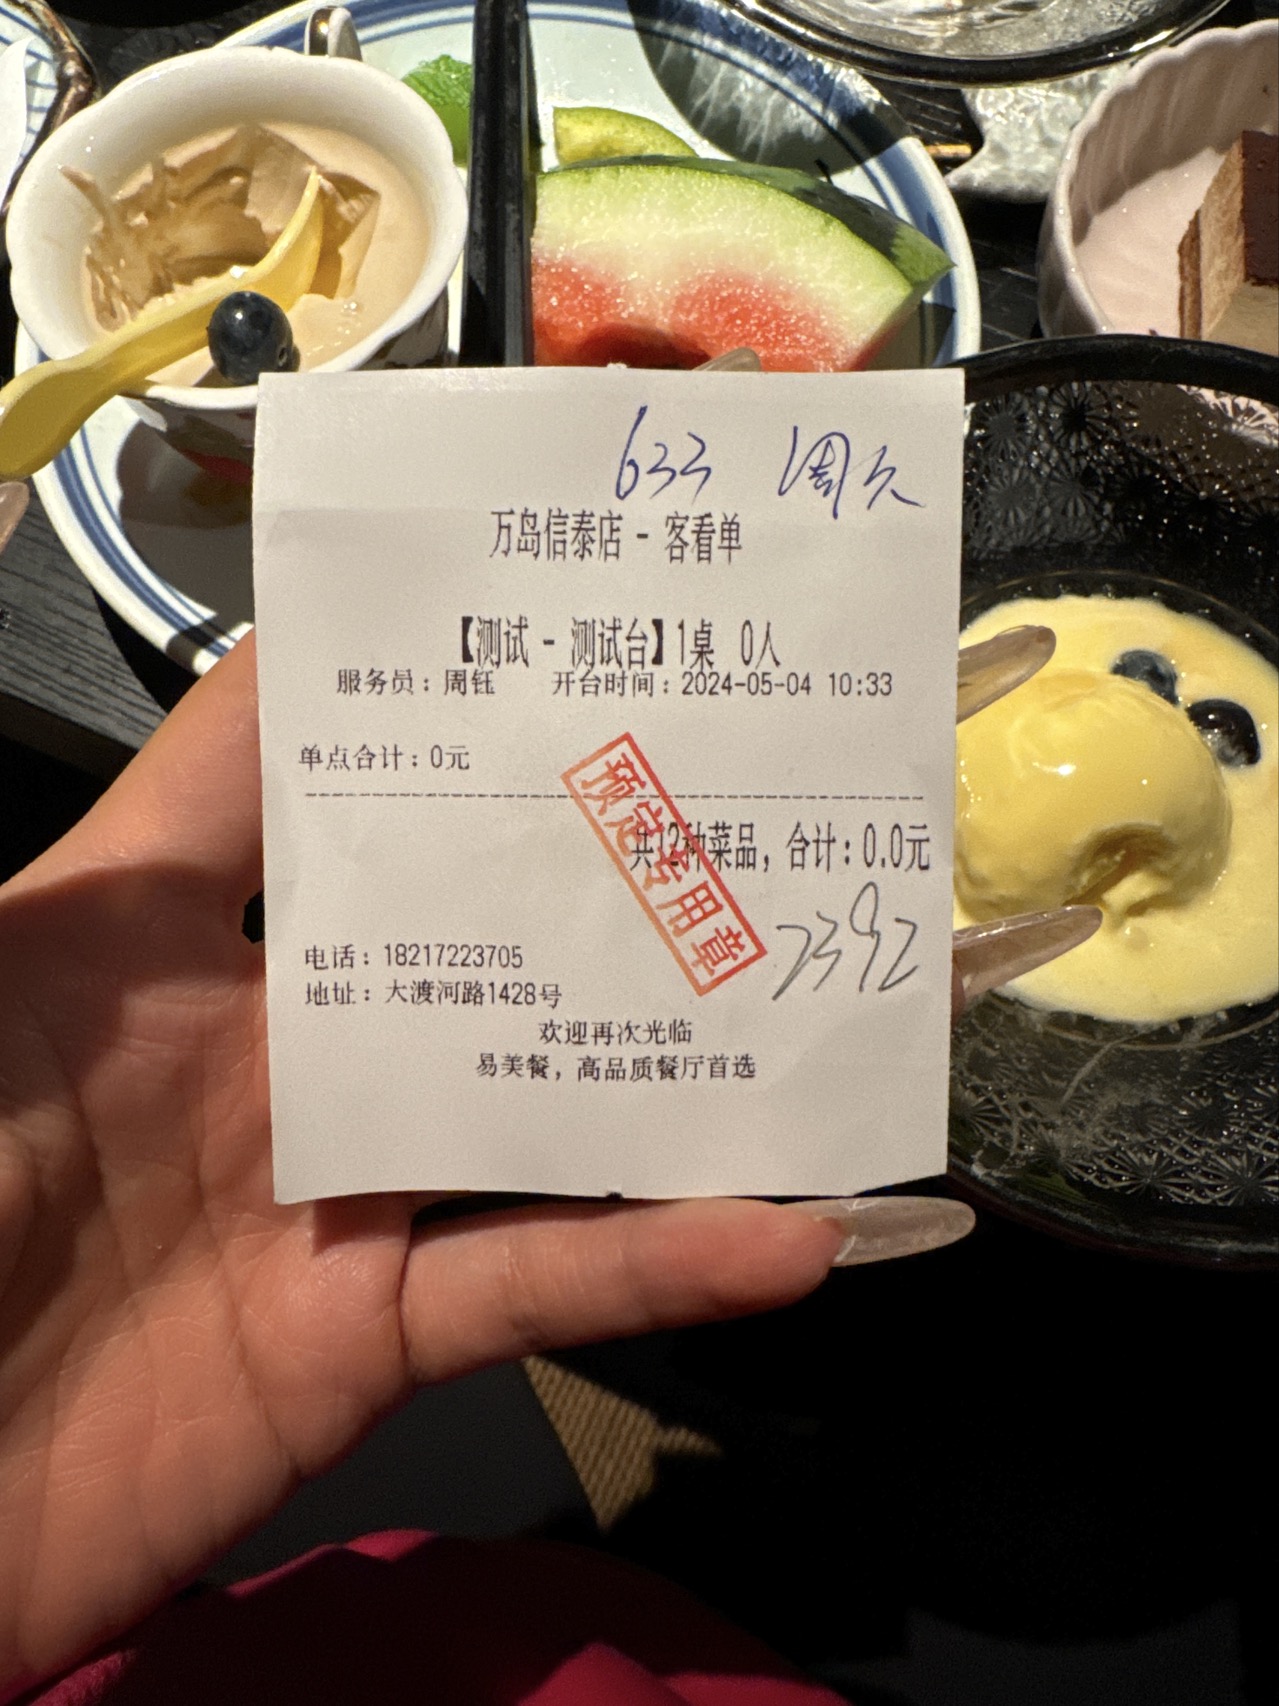 633 周久
万岛信泰店 - 客看单
【测试 - 测试台】1桌 0人
服务员：周钰 开台时间：2024-05-04 10:33
单点合计：0元
共12种菜品，合计：0.0元
预定专用章
2392
电话：18217223705
地址：大渡河路1428号
欢迎再次光临
易美餐，高品质餐厅首选